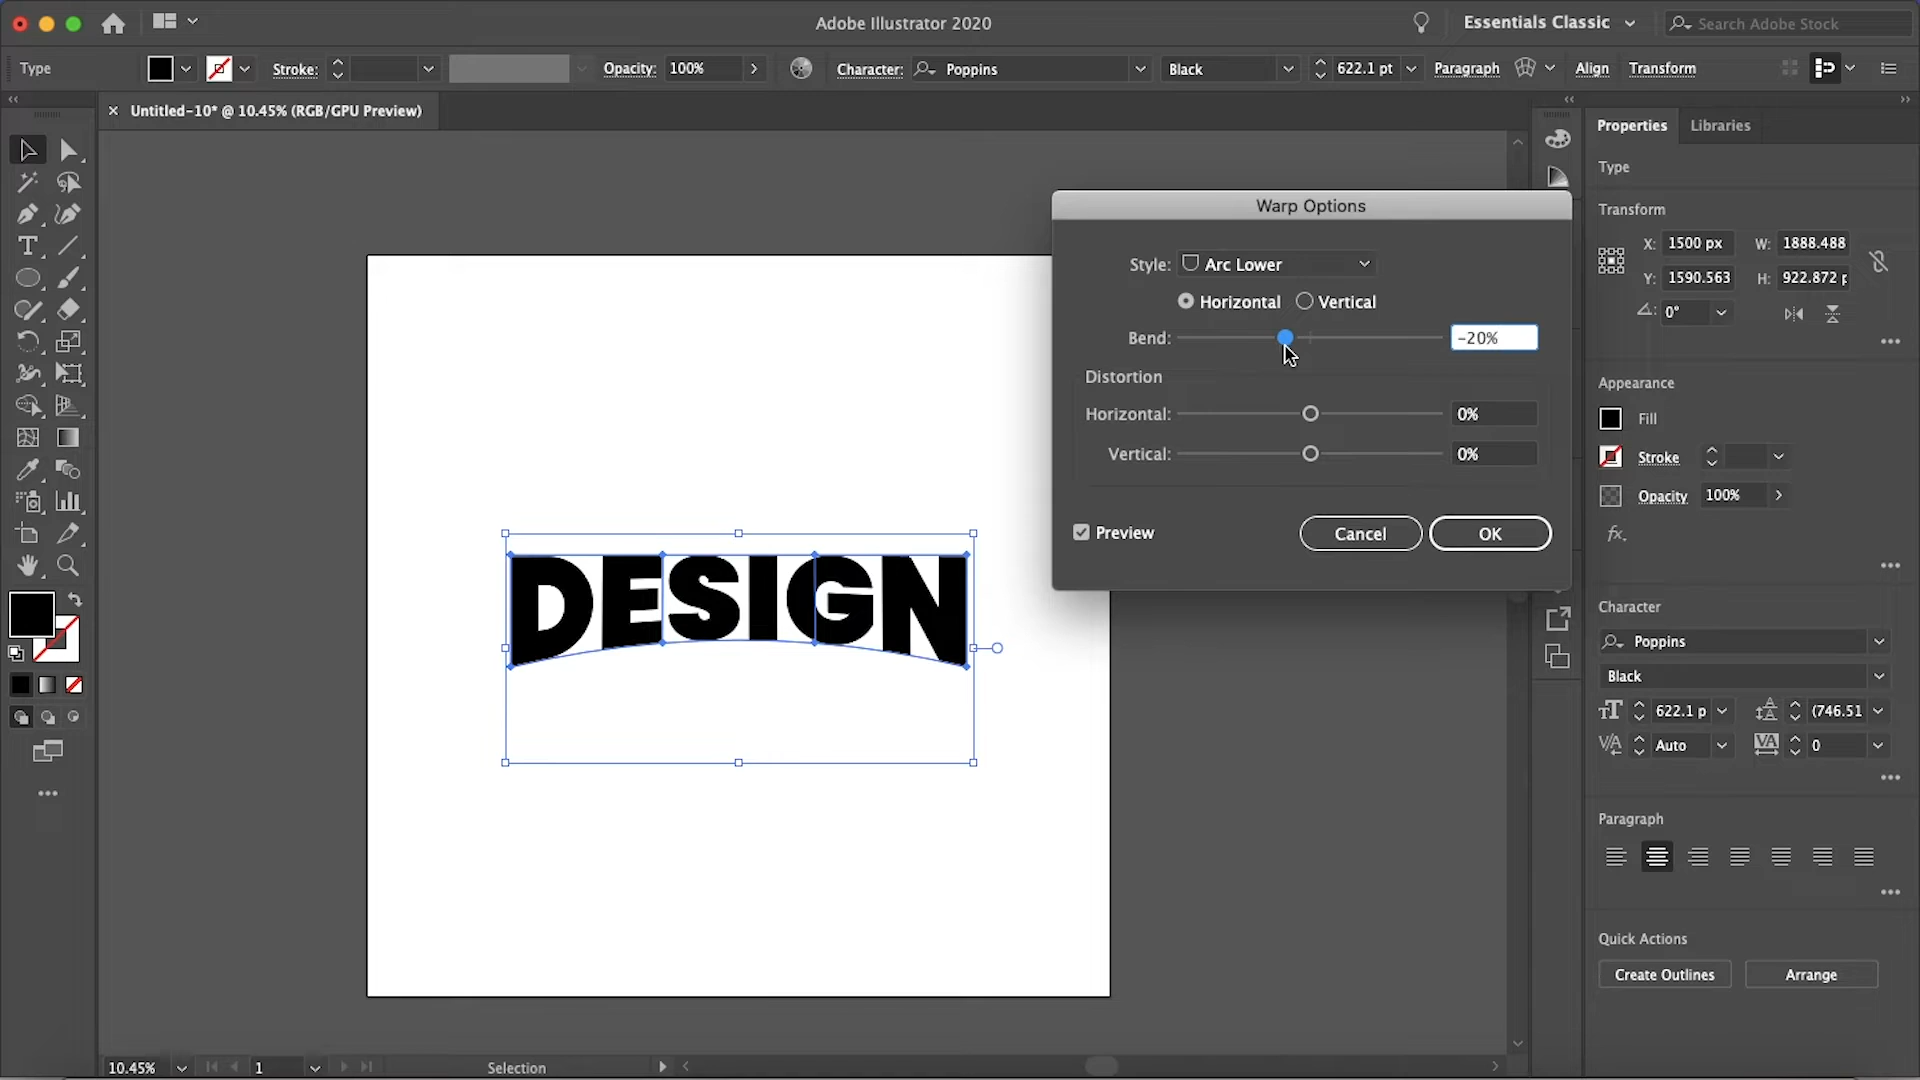 Adobe Illustrator 2020
Essentials Classic
Search Adobe Stock
Type
Stroke:
Opacity: 100%
Character: Poppins
Black
622.1 pt
Paragraph
Align
Transform
Untitled-10* @ 10.45% (RGB/GPU Preview)
Warp Options
Style: Arc Lower
Horizontal Vertical
Bend: -20%
Distortion
Horizontal: 0%
Vertical: 0%
Preview
Cancel
OK
DESIGN
Properties
Libraries
Type
Transform
X: 1500 px W: 1888.488
Y: 1590.563 H: 922.872 p
0°
Appearance
Fill
Stroke
Opacity 100%
fx.
Character
Poppins
Black
622.1 p (746.51
Auto 0
Paragraph
Quick Actions
Create Outlines
Arrange
10.45%
1
Selection